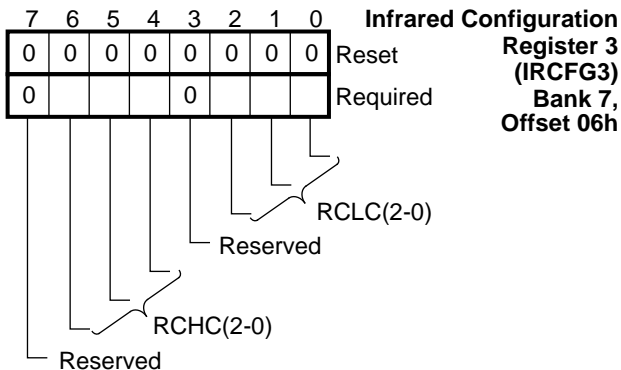 7 6 5 4 3 2 1 0
Infrared Configuration
Register 3
(IRCFG3)
Bank 7,
Offset 06h
0 0 0 0 0 0 0 0 Reset
0 0 Required
RCLC(2-0)
Reserved
RCHC(2-0)
Reserved